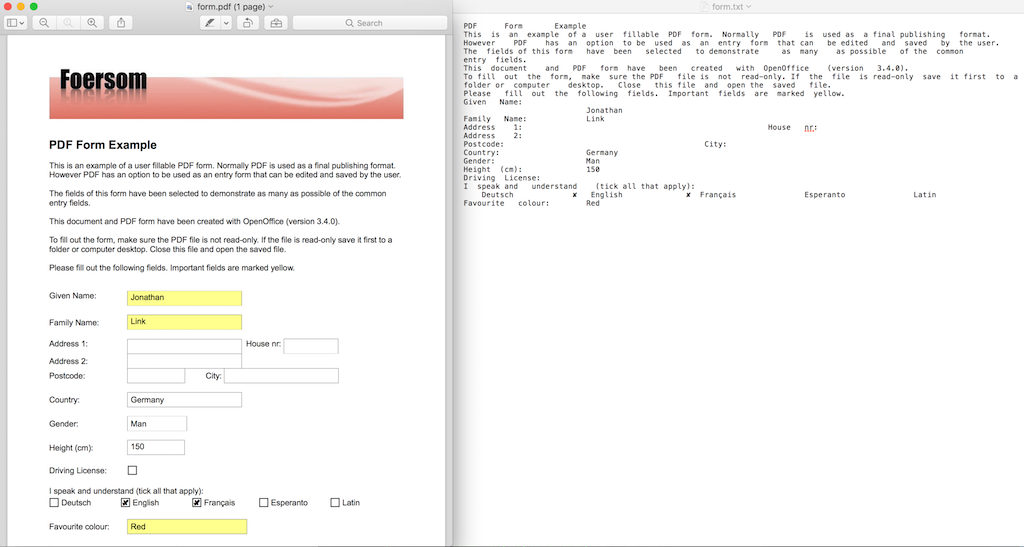 form.pdf (1 page)
Search
Foersom
PDF Form Example
This is an example of a user fillable PDF form. Normally PDF is used as a final publishing format.
However PDF has an option to be used as an entry form that can be edited and saved by the user.
The fields of this form have been selected to demonstrate as many as possible of the common
entry fields.
This document and PDF form have been created with OpenOffice (version 3.4.0).
To fill out the form, make sure the PDF file is not read-only. If the file is read-only save it first to a
folder or computer desktop. Close this file and open the saved file.
Please fill out the following fields. Important fields are marked yellow.
Given Name: Jonathan
Family Name: Link
Address 1: House nr:
Address 2:
Postcode: City:
Country: Germany
Gender: Man
Height (cm): 150
Driving License:
I speak and understand (tick all that apply):
Deutsch English Français Esperanto Latin
Favourite colour: Red
form.txt
PDF Form Example
This is an example of a user fillable PDF form. Normally PDF is used as a final publishing format.
However PDF has an option to be used as an entry form that can be edited and saved by the user.
The fields of this form have been selected to demonstrate as many as possible of the common
entry fields.
This document and PDF form have been created with OpenOffice (version 3.4.0).
To fill out the form, make sure the PDF file is not read-only. If the file is read-only save it first to a
folder or computer desktop. Close this file and open the saved file.
Please fill out the following fields. Important fields are marked yellow.
Given Name:
Jonathan
Family Name: Link
Address 1: House nr:
Address 2:
Postcode: City:
Country: Germany
Gender: Man
Height (cm): 150
Driving License:
I speak and understand (tick all that apply):
Deutsch ✘ English ✘ Français Esperanto Latin
Favourite colour: Red